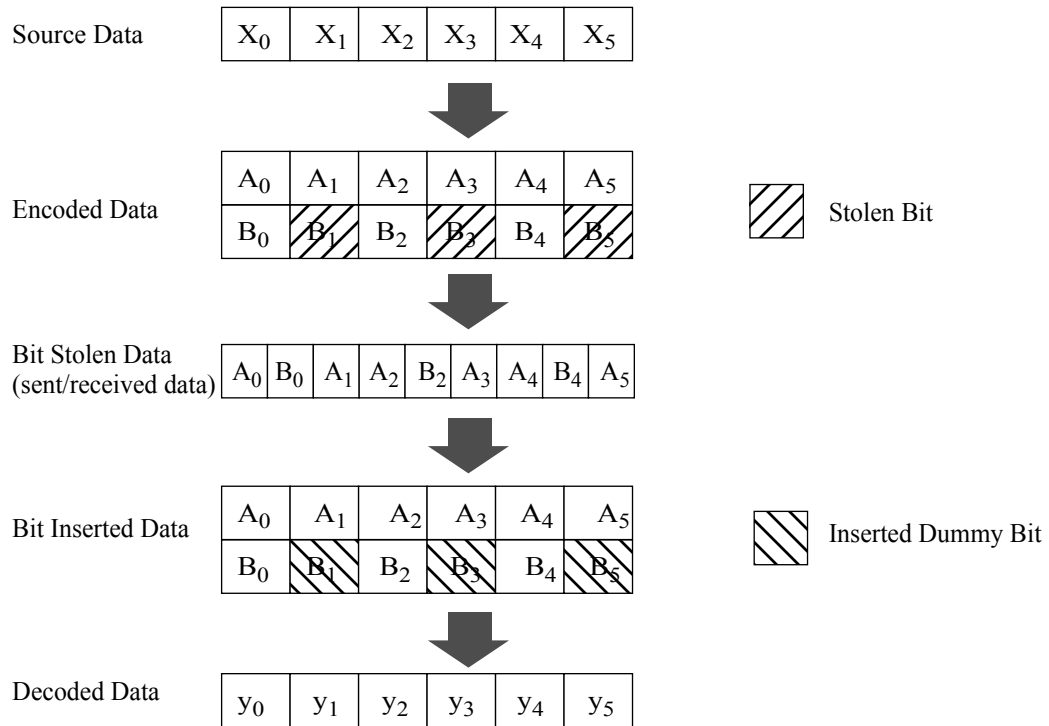 Source Data
X0 X1 X2 X3 X4 X5
Encoded Data
A0 A1 A2 A3 A4 A5
B0 B1 B2 B3 B4 B5
Stolen Bit
Bit Stolen Data
(sent/received data)
A0 B0 A1 A2 B2 A3 A4 B4 A5
Bit Inserted Data
A0 A1 A2 A3 A4 A5
B0 B1 B2 B3 B4 B5
Inserted Dummy Bit
Decoded Data
y0 y1 y2 y3 y4 y5